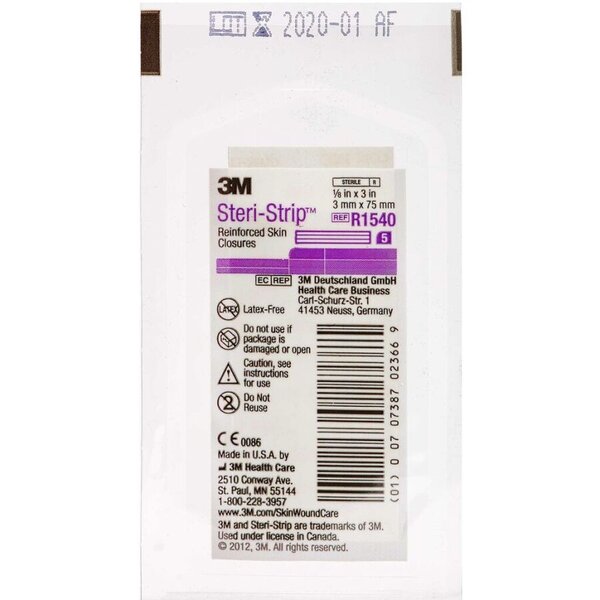 LOT 2020-01 AF
3M
Steri-Strip™
Reinforced Skin
Closures
STERILE R
1/8 in x 3 in
3 mm x 75 mm
REF R1540
5
EC REP 3M Deutschland GmbH
Health Care Business
Carl-Schurz-Str. 1
41453 Neuss, Germany
LATEX Latex-Free
Do not use if
package is
damaged or open
Caution, see
instructions
for use
2 Do Not
Reuse
CE 0086
Made in U.S.A. by
3M Health Care
2510 Conway Ave.
St. Paul, MN 55144
1-800-228-3957
www.3M.com/SkinWoundCare
3M and Steri-Strip are trademarks of 3M.
Used under license in Canada.
© 2012, 3M. All rights reserved.
(01) 0 07 07387 02366 9